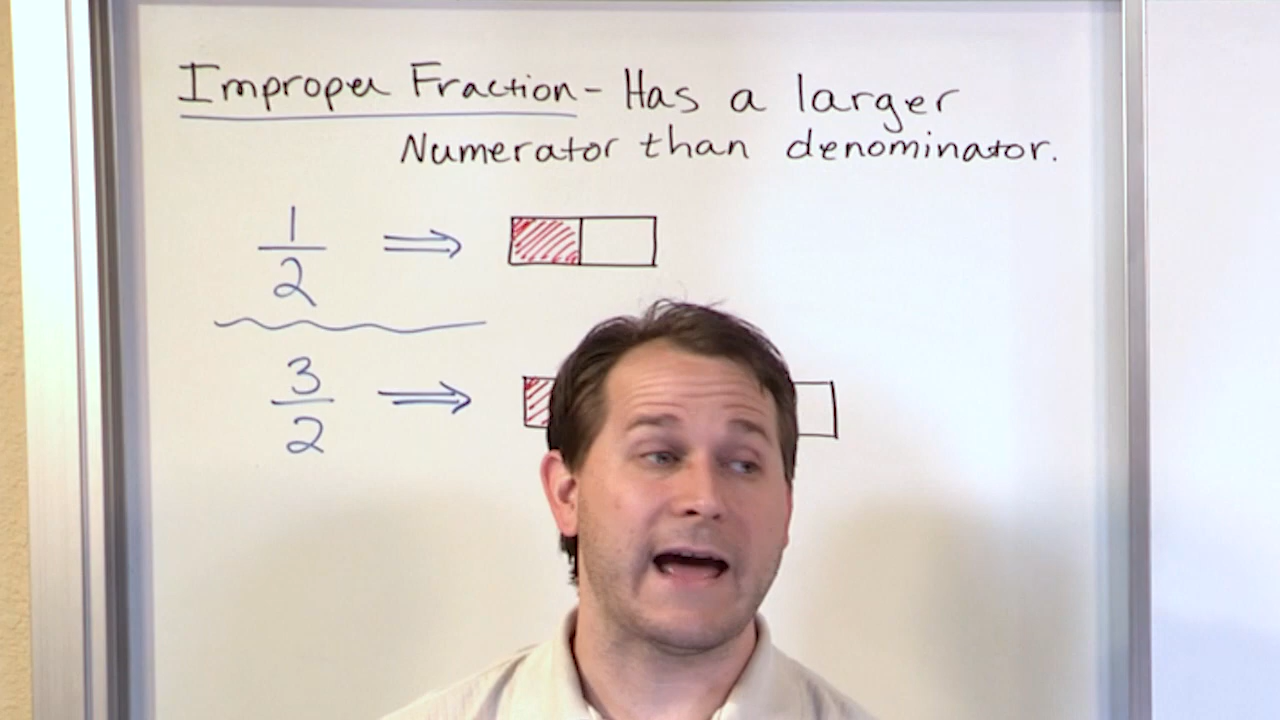 Improper Fraction - Has a larger
Numerator than denominator.
1
2
3
2